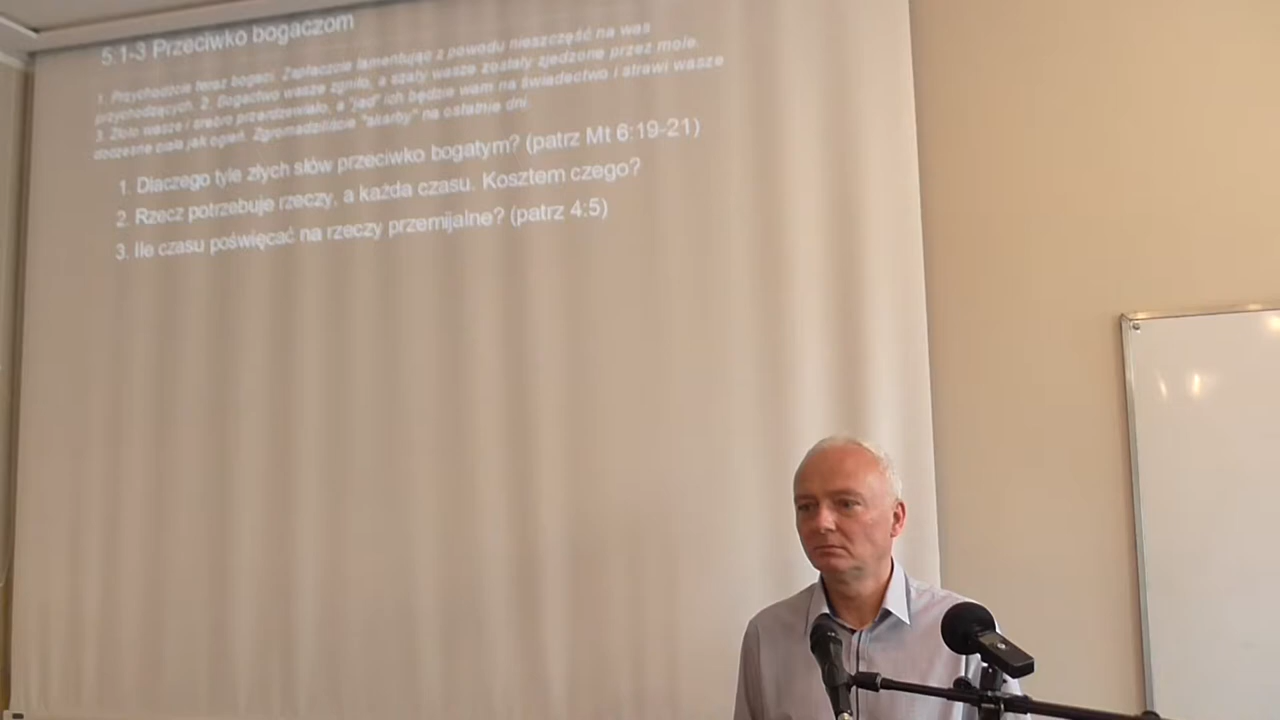 5:1-3 Przeciwko bogaczom
1. Przychodźcie teraz bogaci. Zapłaczcie lamentując z powodu nieszczęść na was
przychodzących. 2. Bogactwo wasze zgniło, a szaty wasze zostały zjedzone przez mole.
3. Złoto wasze i srebro przerdzewiało, a "jad" ich będzie wam na świadectwo i strawi wasze
doczesne ciała jak ogień. Zgromadziliście "skarby" na ostatnie dni.
1. Dlaczego tyle złych słów przeciwko bogatym? (patrz Mt 6:19-21)
2. Rzecz potrzebuje rzeczy, a każda czasu. Kosztem czego?
3. Ile czasu poświęcać na rzeczy przemijalne? (patrz 4:5)